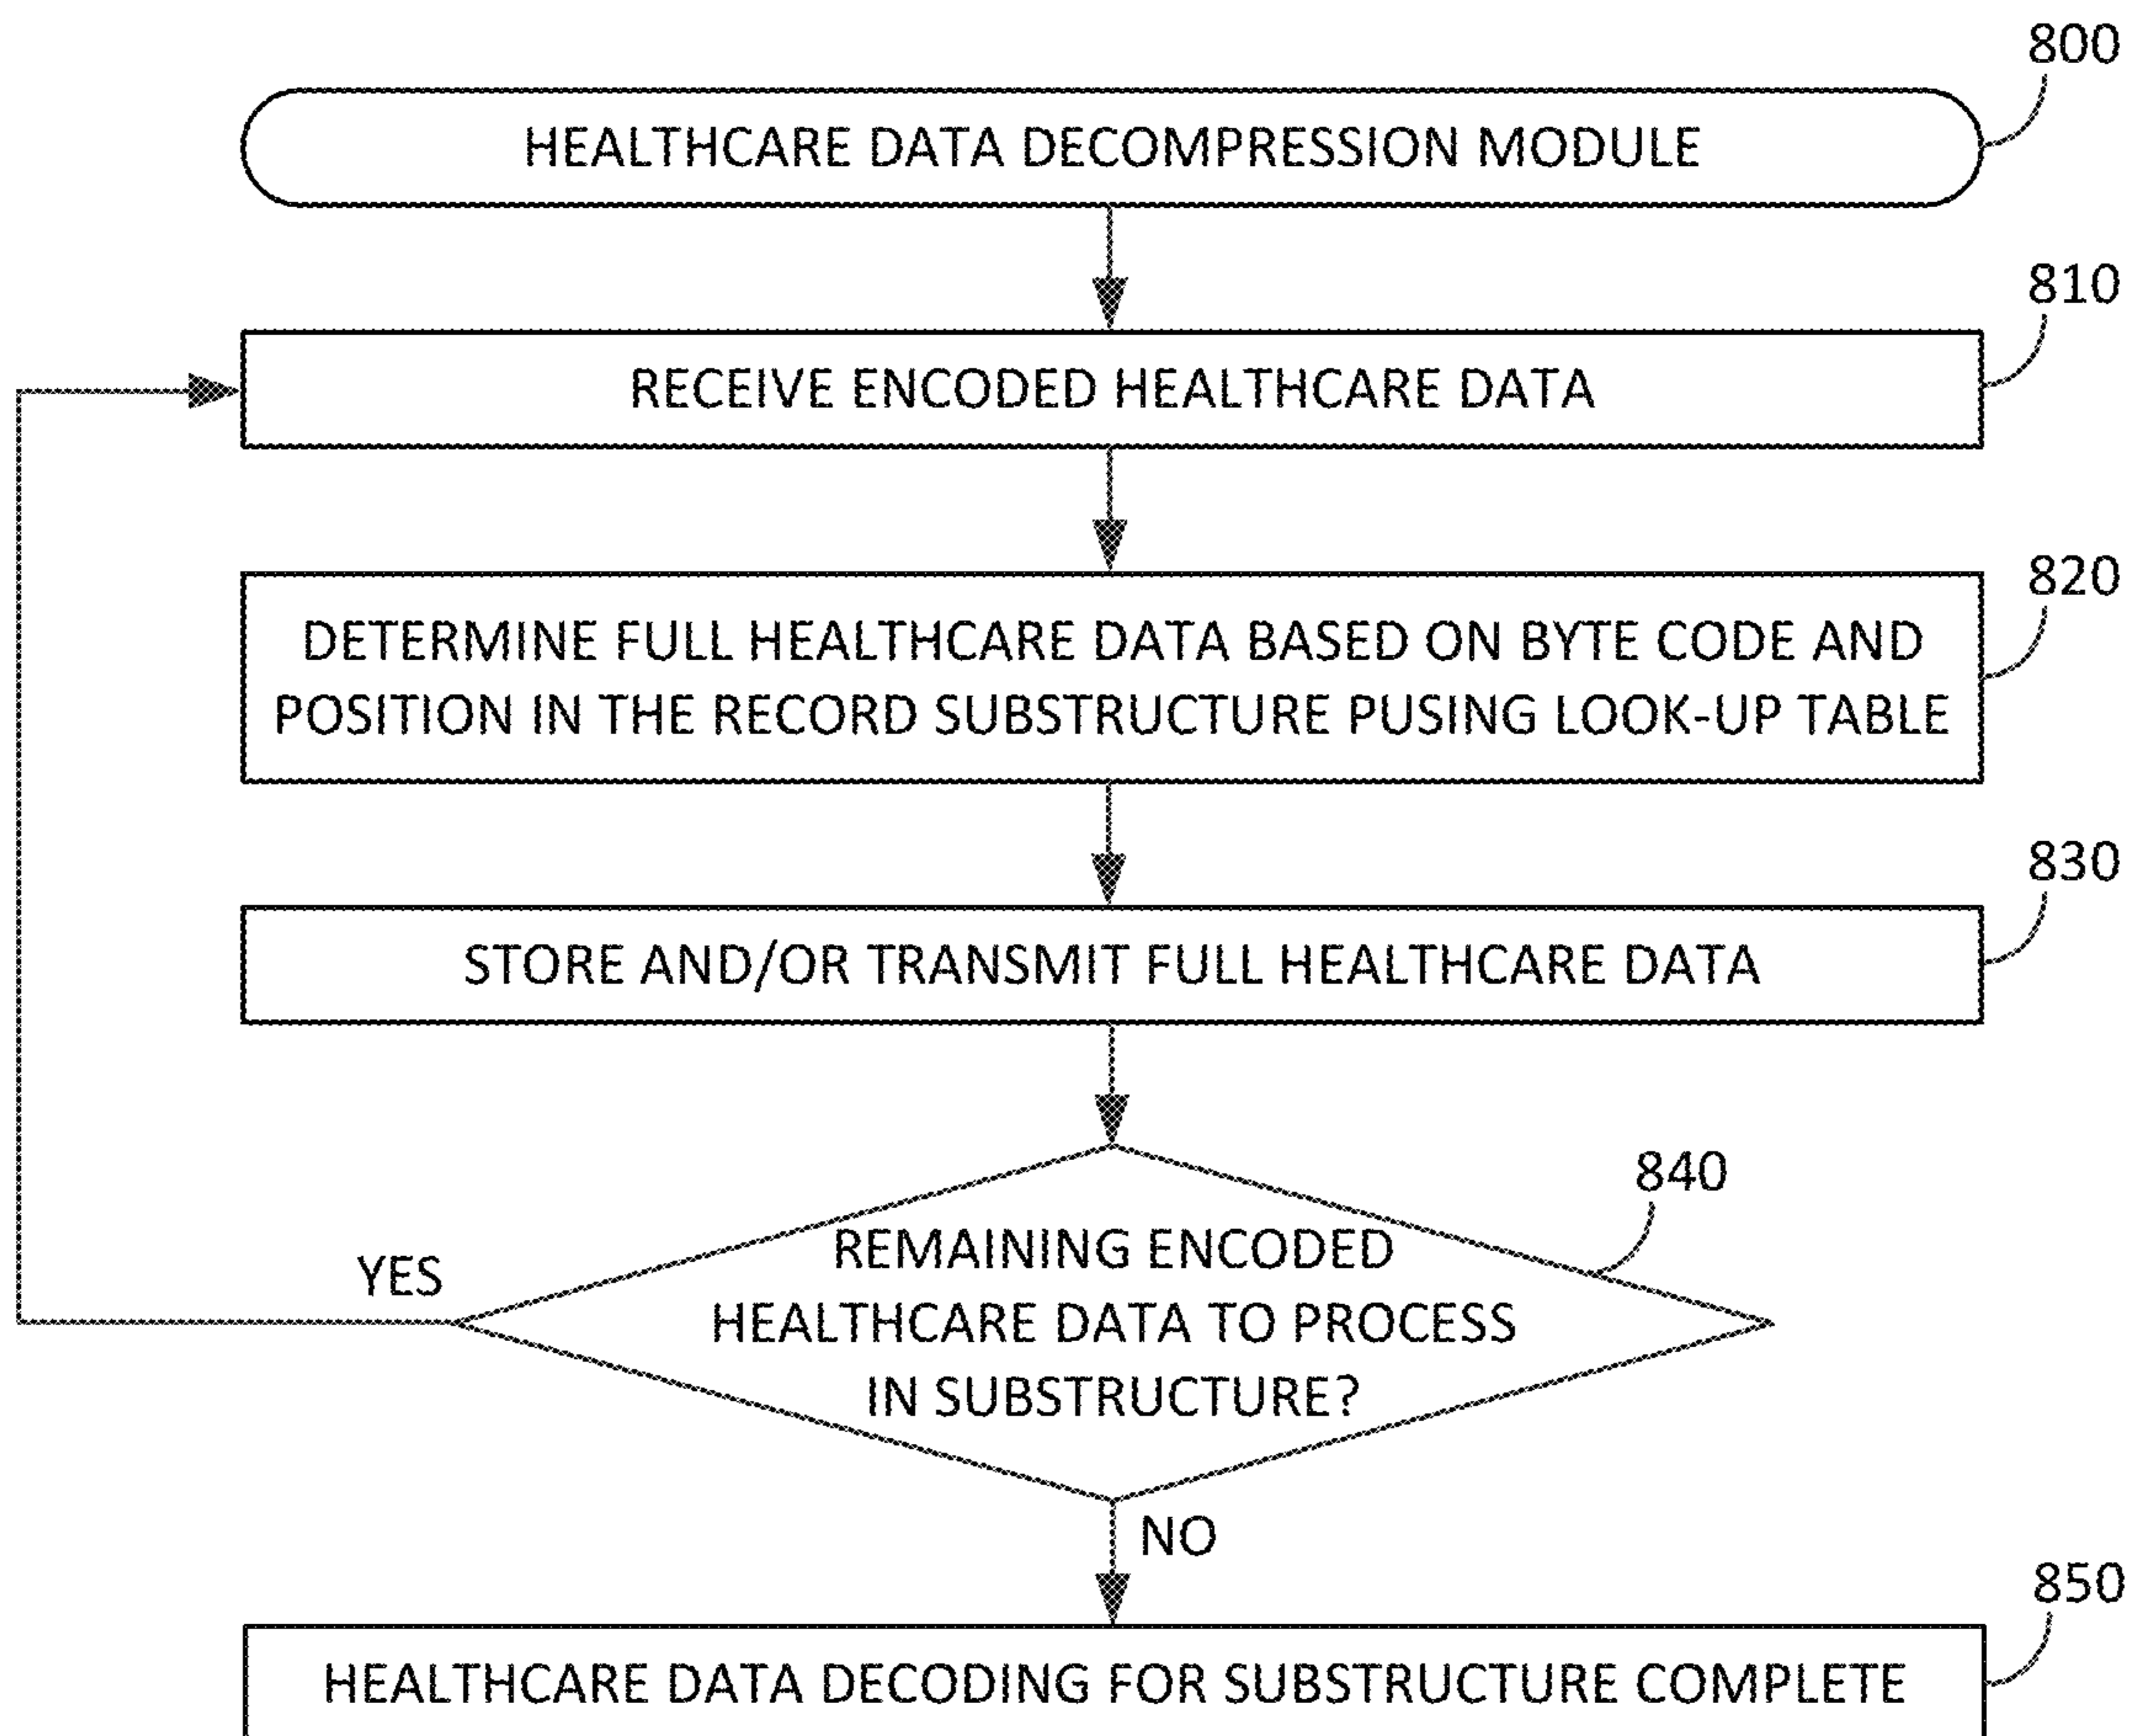 800
HEALTHCARE DATA DECOMPRESSION MODULE
810
RECEIVE ENCODED HEALTHCARE DATA
820
DETERMINE FULL HEALTHCARE DATA BASED ON BYTE CODE AND
POSITION IN THE RECORD SUBSTRUCTURE PUSING LOOK-UP TABLE
830
STORE AND/OR TRANSMIT FULL HEALTHCARE DATA
840
REMAINING ENCODED
HEALTHCARE DATA TO PROCESS
IN SUBSTRUCTURE?
YES
NO
850
HEALTHCARE DATA DECODING FOR SUBSTRUCTURE COMPLETE